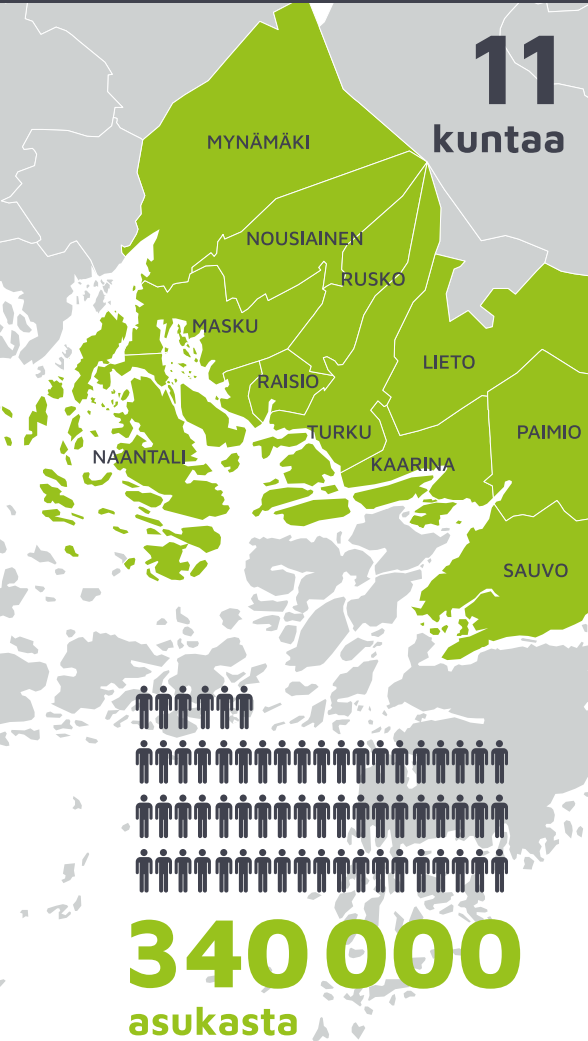 11
kuntaa
MYNÄMÄKI
NOUSIAINEN
RUSKO
MASKU
LIETO
RAISIO
TURKU
PAIMIO
NAANTALI
KAARINA
SAUVO
340 000
asukasta